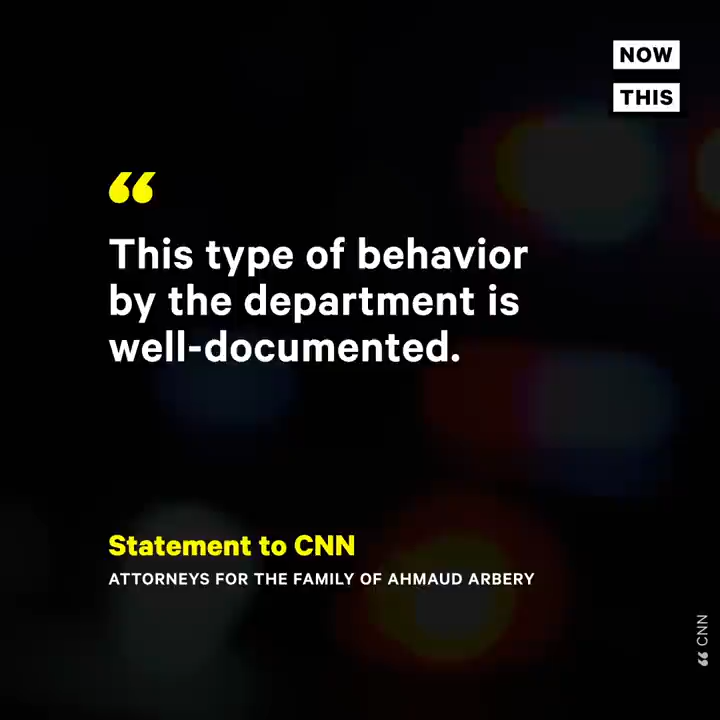 NOW
THIS
“
This type of behavior
by the department is
well-documented.
Statement to CNN
ATTORNEYS FOR THE FAMILY OF AHMAUD ARBERY
“ CNN